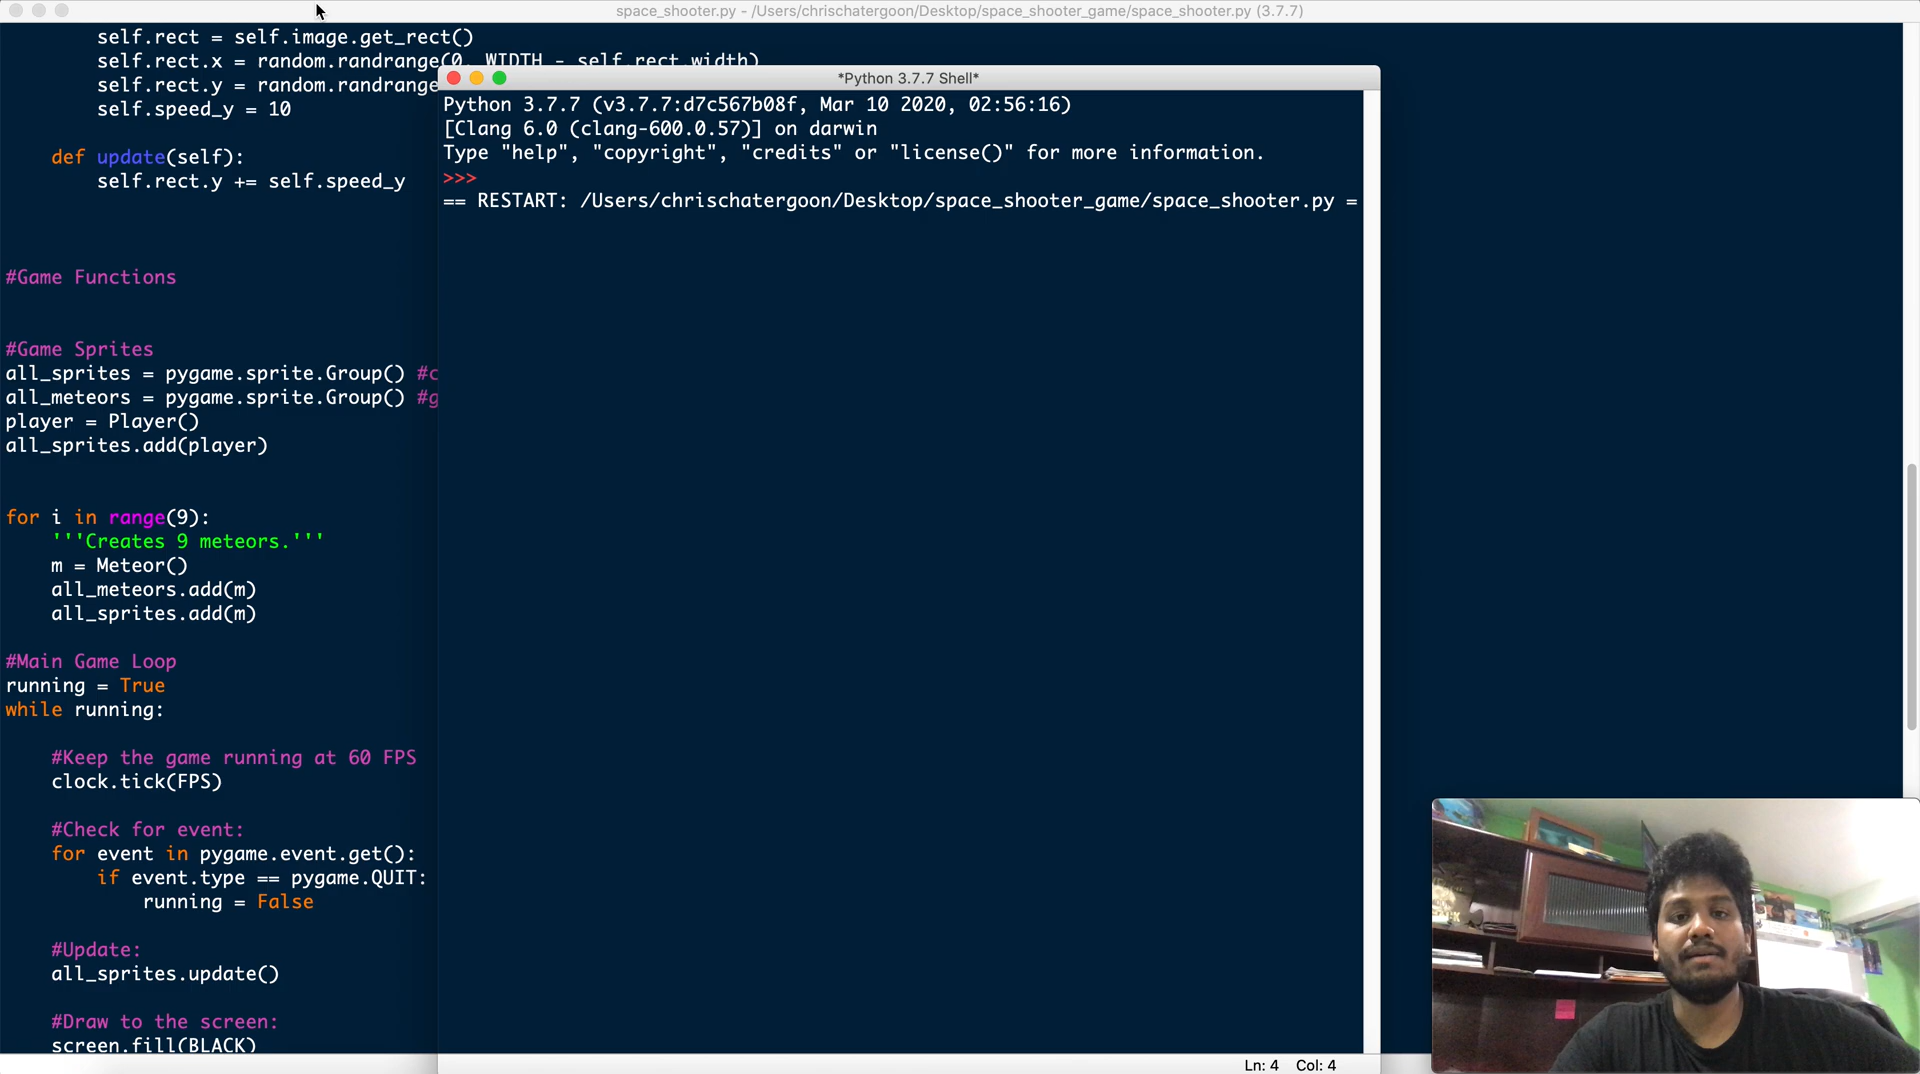 space_shooter.py - /Users/chrischatergoon/Desktop/space_shooter_game/space_shooter.py (3.7.7)
self.rect = self.image.get_rect()
self.rect.x = random.randrange(0, WIDTH - self.rect.width)
self.rect.y = random.randrange
self.speed_y = 10
def update(self):
self.rect.y += self.speed_y
#Game Functions
#Game Sprites
all_sprites = pygame.sprite.Group() #c
all_meteors = pygame.sprite.Group() #g
player = Player()
all_sprites.add(player)
for i in range(9):
'''Creates 9 meteors.'''
m = Meteor()
all_meteors.add(m)
all_sprites.add(m)
#Main Game Loop
running = True
while running:
#Keep the game running at 60 FPS
clock.tick(FPS)
#Check for event:
for event in pygame.event.get():
if event.type == pygame.QUIT:
running = False
#Update:
all_sprites.update()
#Draw to the screen:
screen.fill(BLACK)
*Python 3.7.7 Shell*
Python 3.7.7 (v3.7.7:d7c567b08f, Mar 10 2020, 02:56:16)
[Clang 6.0 (clang-600.0.57)] on darwin
Type "help", "copyright", "credits" or "license()" for more information.
>>>
== RESTART: /Users/chrischatergoon/Desktop/space_shooter_game/space_shooter.py =
Ln: 4 Col: 4